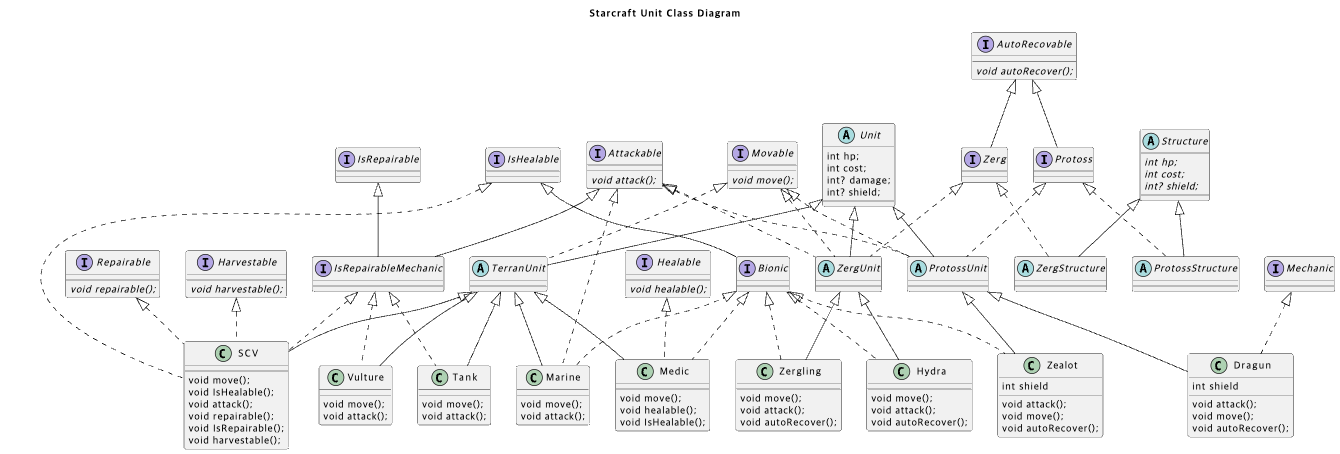 Starcraft Unit Class Diagram
I AutoRecovable
void autoRecover();
A Unit
int hp;
int cost;
int? damage;
int? shield;
A Structure
int hp;
int cost;
int? shield;
I IsRepairable
I IsHealable
I Attackable
void attack();
I Movable
void move();
I Zerg
I Protoss
I Repairable
void repairable();
I Harvestable
void harvestable();
I IsRepairableMechanic
A TerranUnit
I Healable
void healable();
I Bionic
A ZergUnit
A ProtossUnit
A ZergStructure
A ProtossStructure
I Mechanic
C SCV
void move();
void IsHealable();
void attack();
void repairable();
void IsRepairable();
void harvestable();
C Vulture
void move();
void attack();
C Tank
void move();
void attack();
C Marine
void move();
void attack();
C Medic
void move();
void healable();
void IsHealable();
C Zergling
void move();
void attack();
void autoRecover();
C Hydra
void move();
void attack();
void autoRecover();
C Zealot
int shield
void attack();
void move();
void autoRecover();
C Dragun
int shield
void attack();
void move();
void autoRecover();